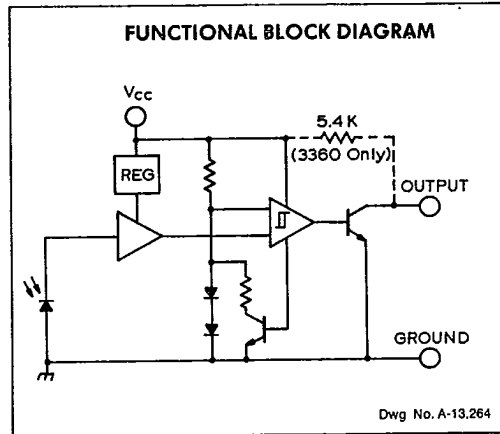 FUNCTIONAL BLOCK DIAGRAM
VCC
5.4 K
(3360 Only)
REG
OUTPUT
GROUND
Dwg No. A-13,264